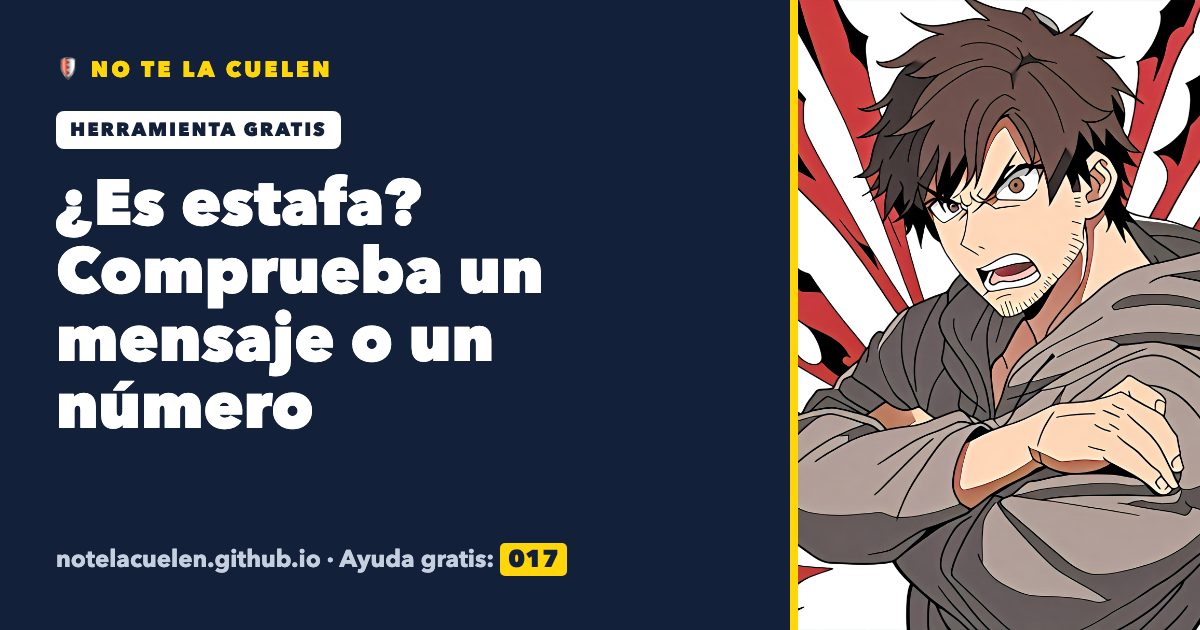 NO TE LA CUELEN
HERRAMIENTA GRATIS
¿Es estafa?
Comprueba un
mensaje o un
número
notelacuelen.github.io · Ayuda gratis: 017